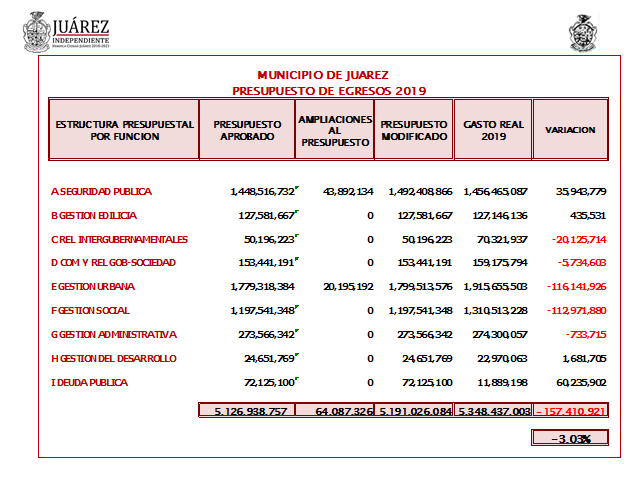 JUÁREZ
INDEPENDIENTE
MUNICIPIO DE JUAREZ
PRESUPUESTO DE EGRESOS 2019
ESTRUCTURA PRESUPUESTAL POR FUNCION PRESUPUESTO APROBADO AMPLIACIONES AL PRESUPUESTO PRESUPUESTO MODIFICADO GASTO REAL 2019 VARIACION
A SEGURIDAD PUBLICA 1,448,516,732 43,892,134 1,492,408,866 1,456,465,087 35,943,779
B GESTION EDILICIA 127,581,667 0 127,581,667 127,146,136 435,531
C REL INTERGUBERNAMENTALES 50,196,223 0 50,196,223 70,321,937 -20,125,714
D COM Y REL GOB-SOCIEDAD 153,441,191 0 153,441,191 159,175,794 -5,734,603
E GESTION URBANA 1,779,318,384 20,195,192 1,799,513,576 1,915,655,503 -116,141,926
F GESTION SOCIAL 1,197,541,348 0 1,197,541,348 1,310,513,228 -112,971,880
G GESTION ADMINISTRATIVA 273,566,342 0 273,566,342 274,300,057 -733,715
H GESTION DEL DESARROLLO 24,651,769 0 24,651,769 22,970,063 1,681,705
I DEUDA PUBLICA 72,125,100 0 72,125,100 11,889,198 60,235,902
5,126,938,757 64,087,326 5,191,026,084 5,348,437,003 -157,410,921
-3.03%